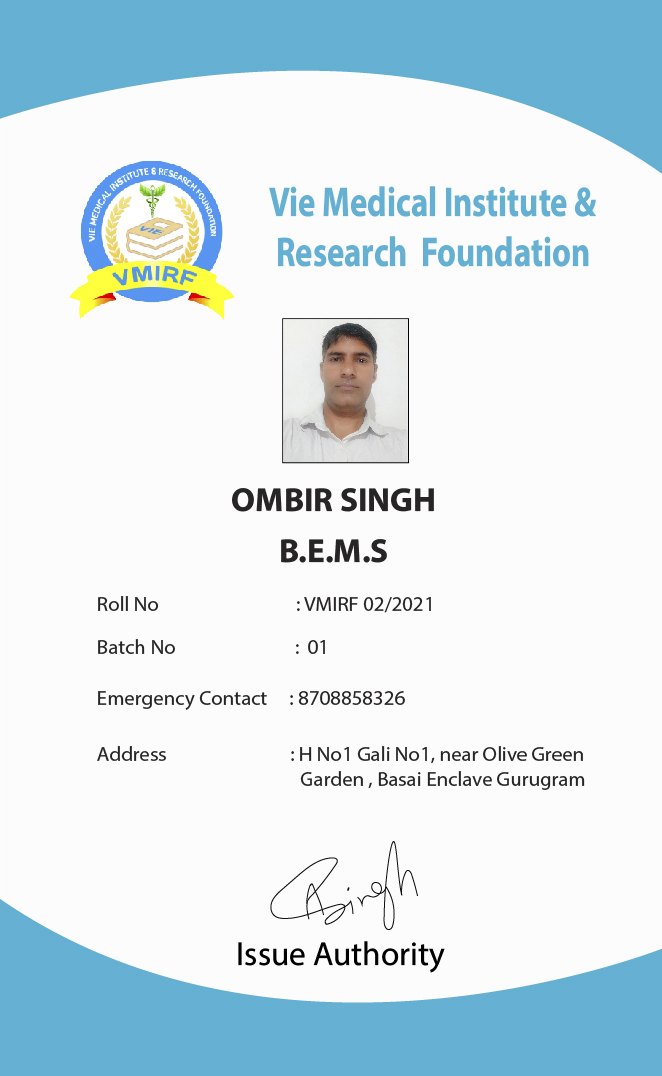 VIE MEDICAL INSTITUTE & RESEARCH FOUNDATION
VIE
VMIRF
Vie Medical Institute &
Research Foundation
OMBIR SINGH
B.E.M.S
Roll No : VMIRF 02/2021
Batch No : 01
Emergency Contact : 8708858326
Address : H No1 Gali No1, near Olive Green
Garden , Basai Enclave Gurugram
Singh
Issue Authority